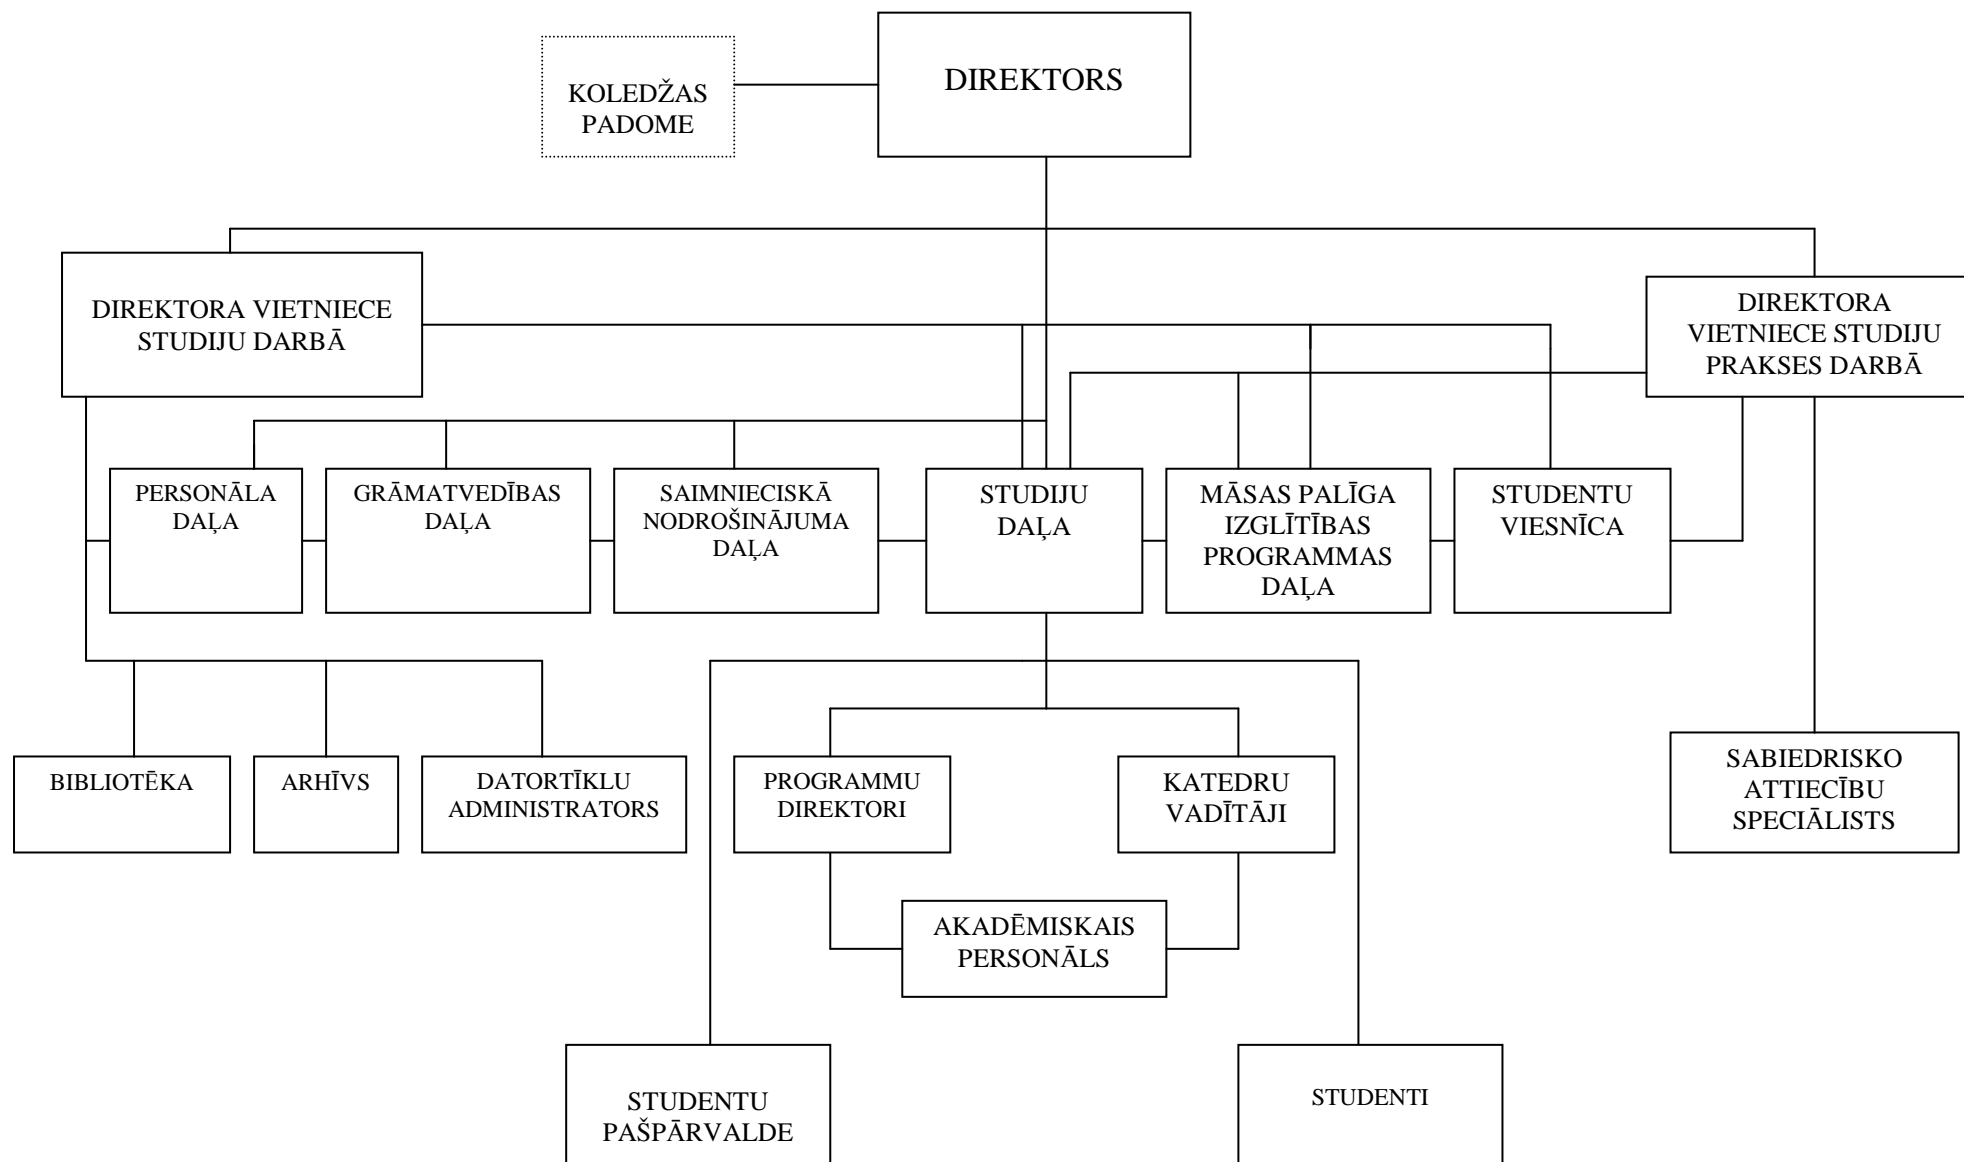 KOLEDŽAS
PADOME
DIREKTORS
DIREKTORA VIETNIECE
STUDIJU DARBĀ
DIREKTORA
VIETNIECE STUDIJU
PRAKSES DARBĀ
PERSONĀLA
DAĻA
GRĀMATVEDĪBAS
DAĻA
SAIMNIECISKĀ
NODROŠINĀJUMA
DAĻA
STUDIJU
DAĻA
MĀSAS PALĪGA
IZGLĪTĪBAS
PROGRAMMAS
DAĻA
STUDENTU
VIESNĪCA
BIBLIOTĒKA
ARHĪVS
DATORTĪKLU
ADMINISTRATORS
PROGRAMMU
DIREKTORI
KATEDRU
VADĪTĀJI
SABIEDRISKO
ATTIECĪBU
SPECIĀLISTS
AKADĒMISKAIS
PERSONĀLS
STUDENTU
PAŠPĀRVALDE
STUDENTI